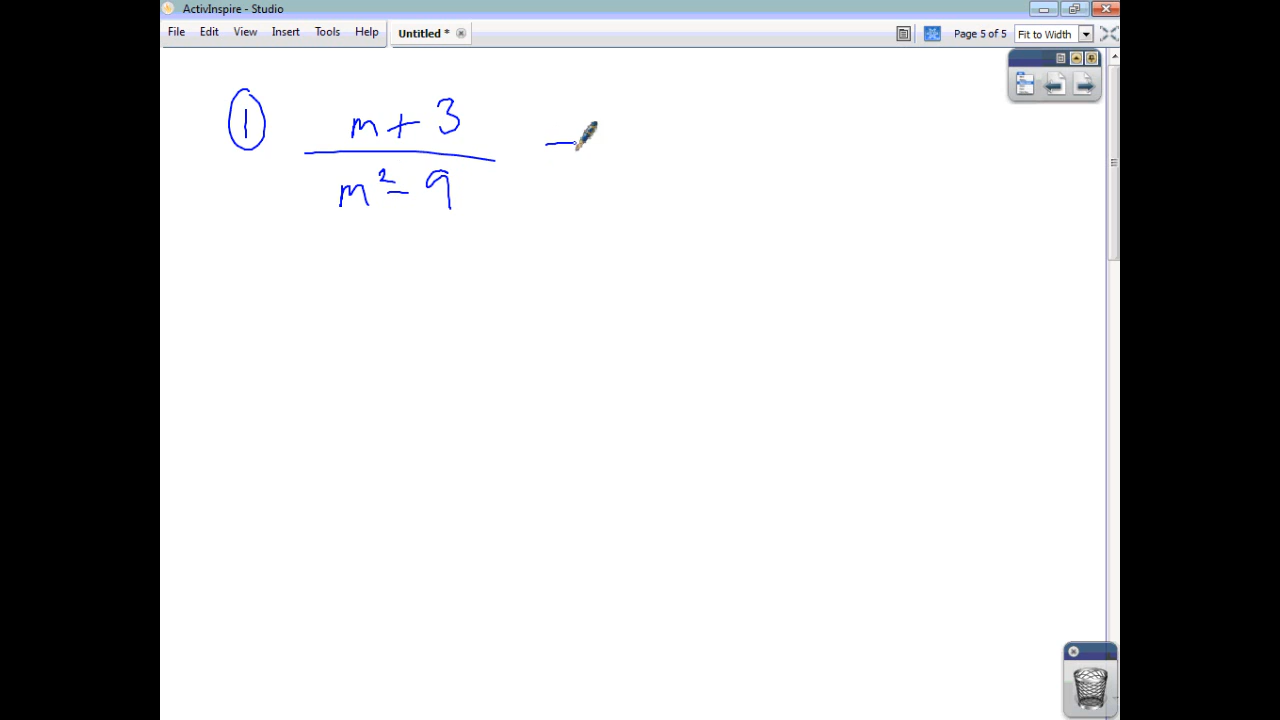 ActivInspire - Studio
File Edit View Insert Tools Help
Untitled *
Page 5 of 5
Fit to Width
① m + 3
m² - 9
-